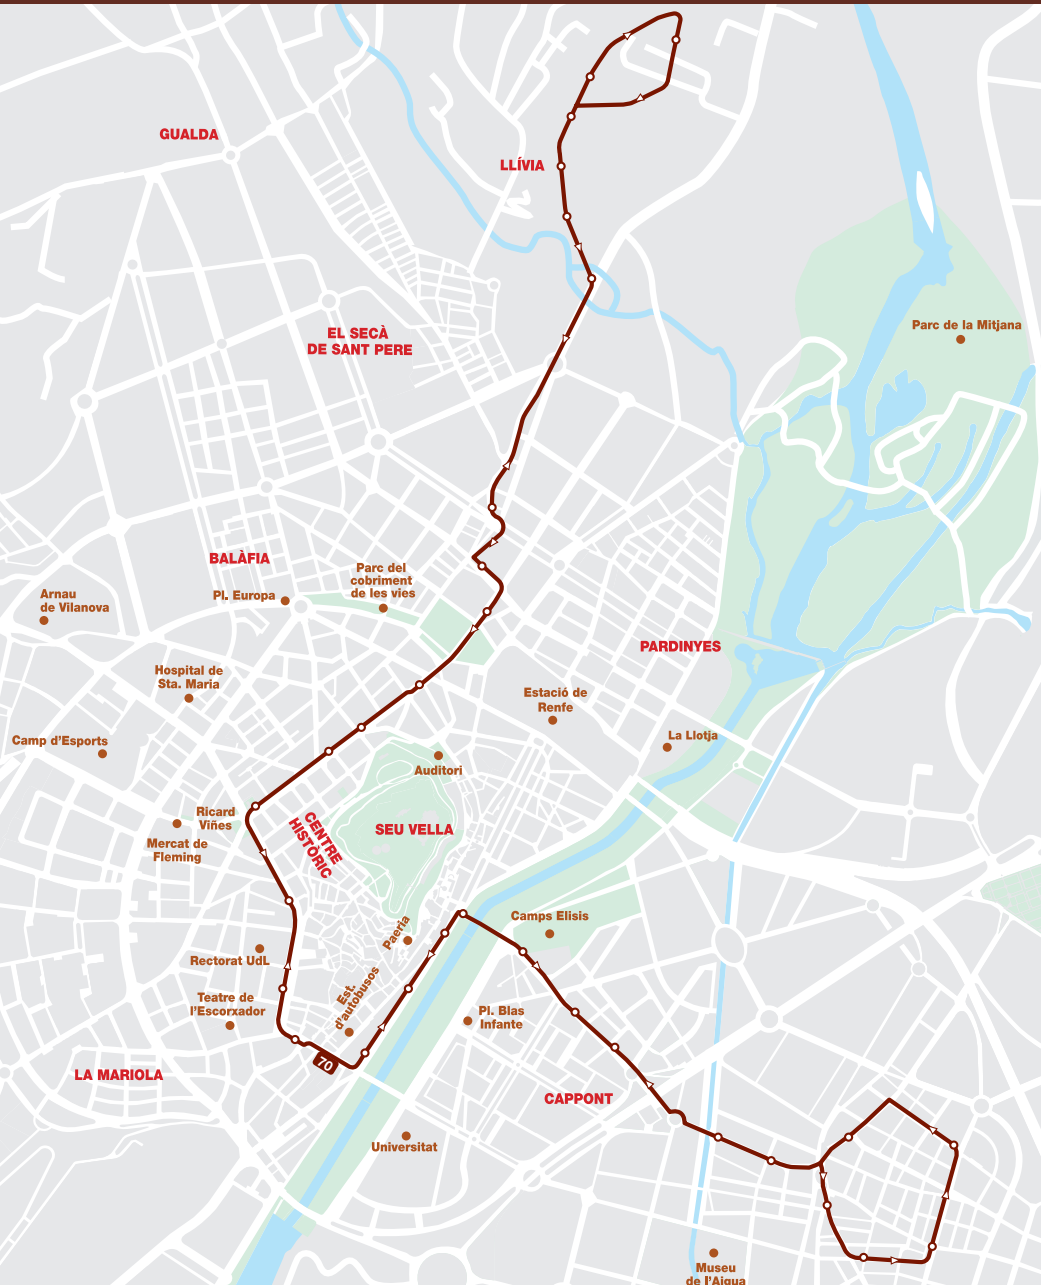 GUALDA
LLÍVIA
Parc de la Mitjana
EL SECÀ
DE SANT PERE
BALÀFIA
Parc del
cobriment
de les vies
Pl. Europa
Arnau
de Vilanova
PARDINYES
Hospital de
Sta. Maria
Estació de
Renfe
La Llotja
Camp d'Esports
Auditori
Ricard
Viñes
CENTRE
HISTÒRIC
SEU VELLA
Mercat de
Fleming
Camps Elisis
Paeria
Rectorat UdL
Est.
d'autobusos
Teatre de
l'Escorxador
Pl. Blas
Infante
70
LA MARIOLA
CAPPONT
Universitat
Museu
de l'Aigua